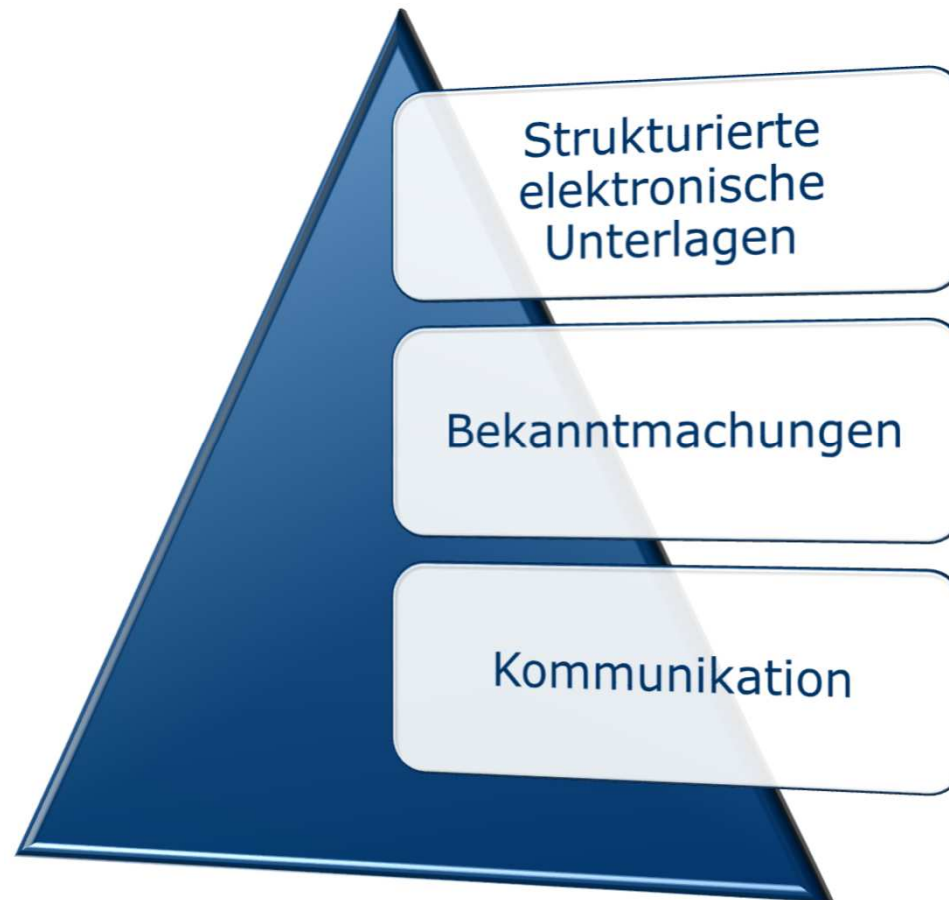 Strukturierte
elektronische
Unterlagen
Bekanntmachungen
Kommunikation